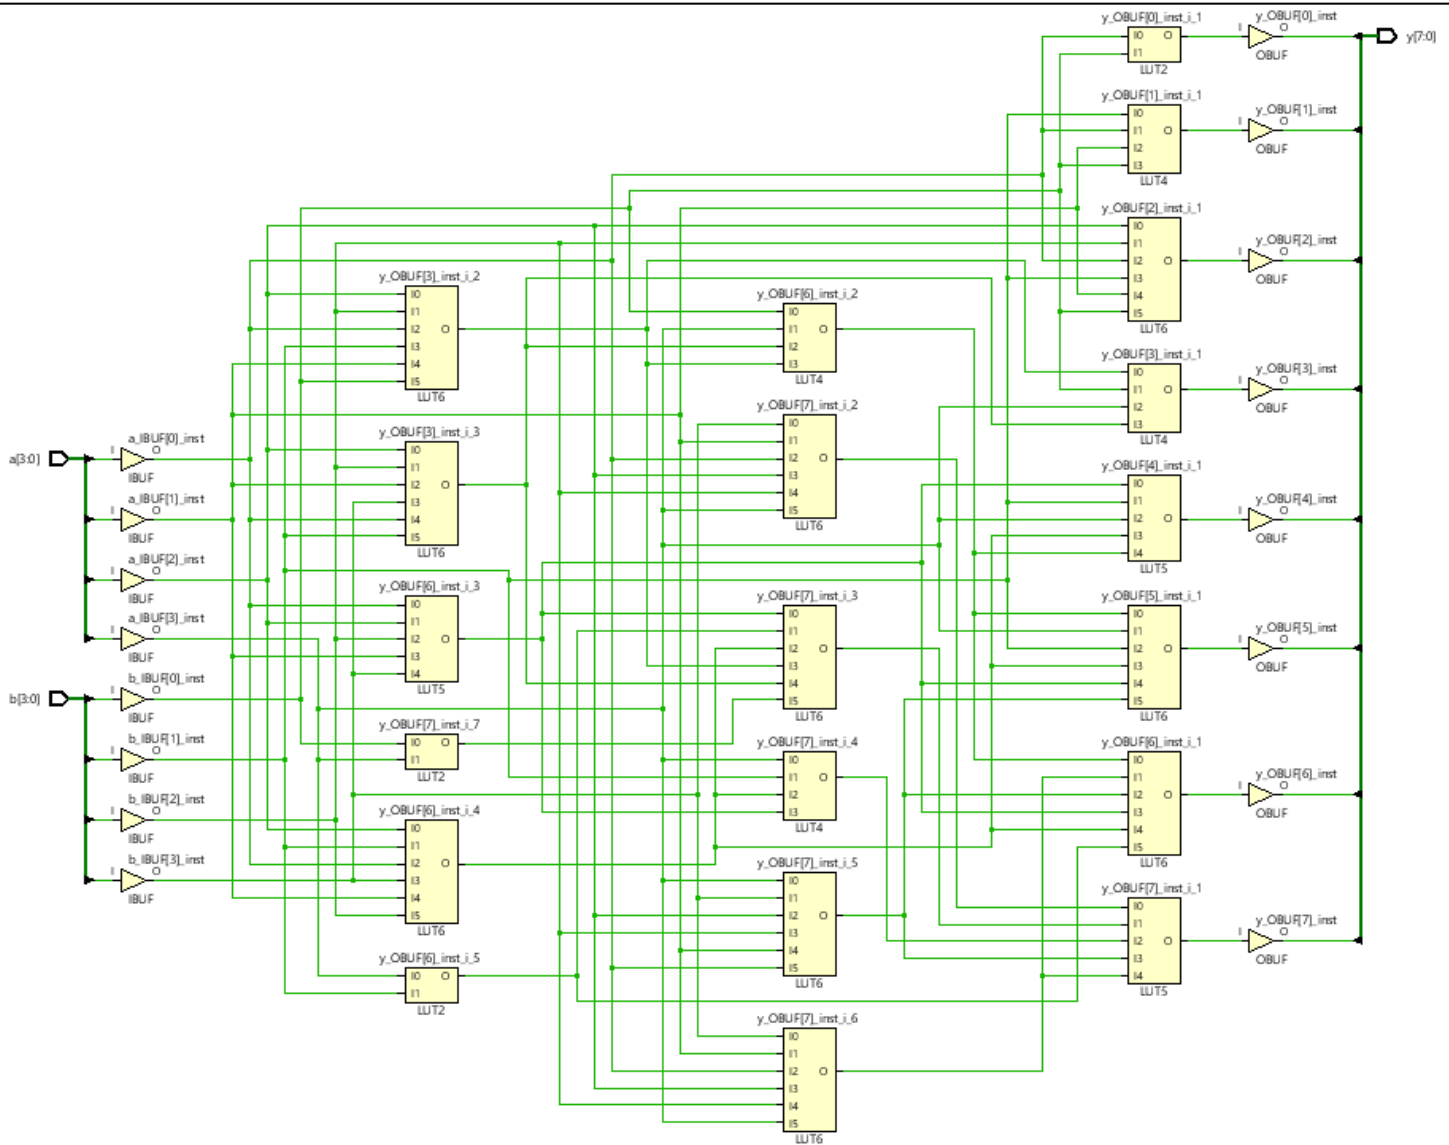 a[3:0]
b[3:0]
a_IBUF[0]_inst
I
O
IBUF
a_IBUF[1]_inst
I
O
IBUF
a_IBUF[2]_inst
I
O
IBUF
a_IBUF[3]_inst
I
O
IBUF
b_IBUF[0]_inst
I
O
IBUF
b_IBUF[1]_inst
I
O
IBUF
b_IBUF[2]_inst
I
O
IBUF
b_IBUF[3]_inst
I
O
IBUF
y_OBUF[3]_inst_i_2
I0
I1
I2 O
I3
I4
I5
LUT6
y_OBUF[3]_inst_i_3
I0
I1
I2 O
I3
I4
I5
LUT6
y_OBUF[6]_inst_i_3
I0
I1
I2 O
I3
I4
LUT5
y_OBUF[7]_inst_i_7
I0 O
I1
LUT2
y_OBUF[6]_inst_i_4
I0
I1
I2 O
I3
I4
I5
LUT6
y_OBUF[6]_inst_i_5
I0 O
I1
LUT2
y_OBUF[6]_inst_i_2
I0
I1 O
I2
I3
LUT4
y_OBUF[7]_inst_i_2
I0
I1
I2 O
I3
I4
I5
LUT6
y_OBUF[7]_inst_i_3
I0
I1
I2 O
I3
I4
I5
LUT6
y_OBUF[7]_inst_i_4
I0
I1 O
I2
I3
LUT4
y_OBUF[7]_inst_i_5
I0
I1
I2 O
I3
I4
I5
LUT6
y_OBUF[7]_inst_i_6
I0
I1
I2 O
I3
I4
I5
LUT6
y_OBUF[0]_inst_i_1
I0 O
I1
LUT2
y_OBUF[1]_inst_i_1
I0
I1 O
I2
I3
LUT4
y_OBUF[2]_inst_i_1
I0
I1
I2 O
I3
I4
I5
LUT6
y_OBUF[3]_inst_i_1
I0
I1 O
I2
I3
LUT4
y_OBUF[4]_inst_i_1
I0
I1
I2 O
I3
I4
LUT5
y_OBUF[5]_inst_i_1
I0
I1
I2 O
I3
I4
I5
LUT6
y_OBUF[6]_inst_i_1
I0
I1
I2 O
I3
I4
I5
LUT6
y_OBUF[7]_inst_i_1
I0
I1
I2 O
I3
I4
LUT5
y_OBUF[0]_inst
I
O
OBUF
y_OBUF[1]_inst
I
O
OBUF
y_OBUF[2]_inst
I
O
OBUF
y_OBUF[3]_inst
I
O
OBUF
y_OBUF[4]_inst
I
O
OBUF
y_OBUF[5]_inst
I
O
OBUF
y_OBUF[6]_inst
I
O
OBUF
y_OBUF[7]_inst
I
O
OBUF
y[7:0]